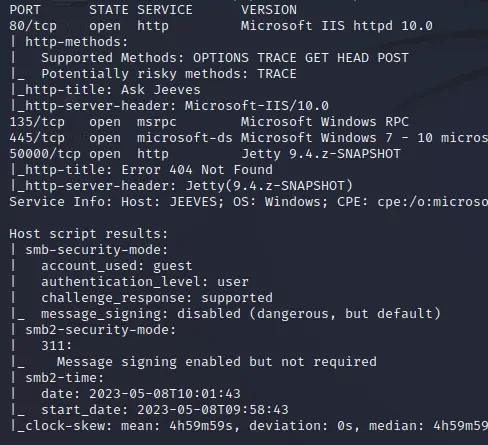 PORT      STATE SERVICE      VERSION
80/tcp    open  http         Microsoft IIS httpd 10.0
| http-methods:
|   Supported Methods: OPTIONS TRACE GET HEAD POST
|_  Potentially risky methods: TRACE
|_http-title: Ask Jeeves
|_http-server-header: Microsoft-IIS/10.0
135/tcp   open  msrpc        Microsoft Windows RPC
445/tcp   open  microsoft-ds Microsoft Windows 7 - 10 micros
50000/tcp open  http         Jetty 9.4.z-SNAPSHOT
|_http-title: Error 404 Not Found
|_http-server-header: Jetty(9.4.z-SNAPSHOT)
Service Info: Host: JEEVES; OS: Windows; CPE: cpe:/o:microso
Host script results:
| smb-security-mode:
|   account_used: guest
|   authentication_level: user
|   challenge_response: supported
|_  message_signing: disabled (dangerous, but default)
| smb2-security-mode:
|   311:
|_    Message signing enabled but not required
| smb2-time:
|   date: 2023-05-08T10:01:43
|_  start_date: 2023-05-08T09:58:43
|_clock-skew: mean: 4h59m59s, deviation: 0s, median: 4h59m59